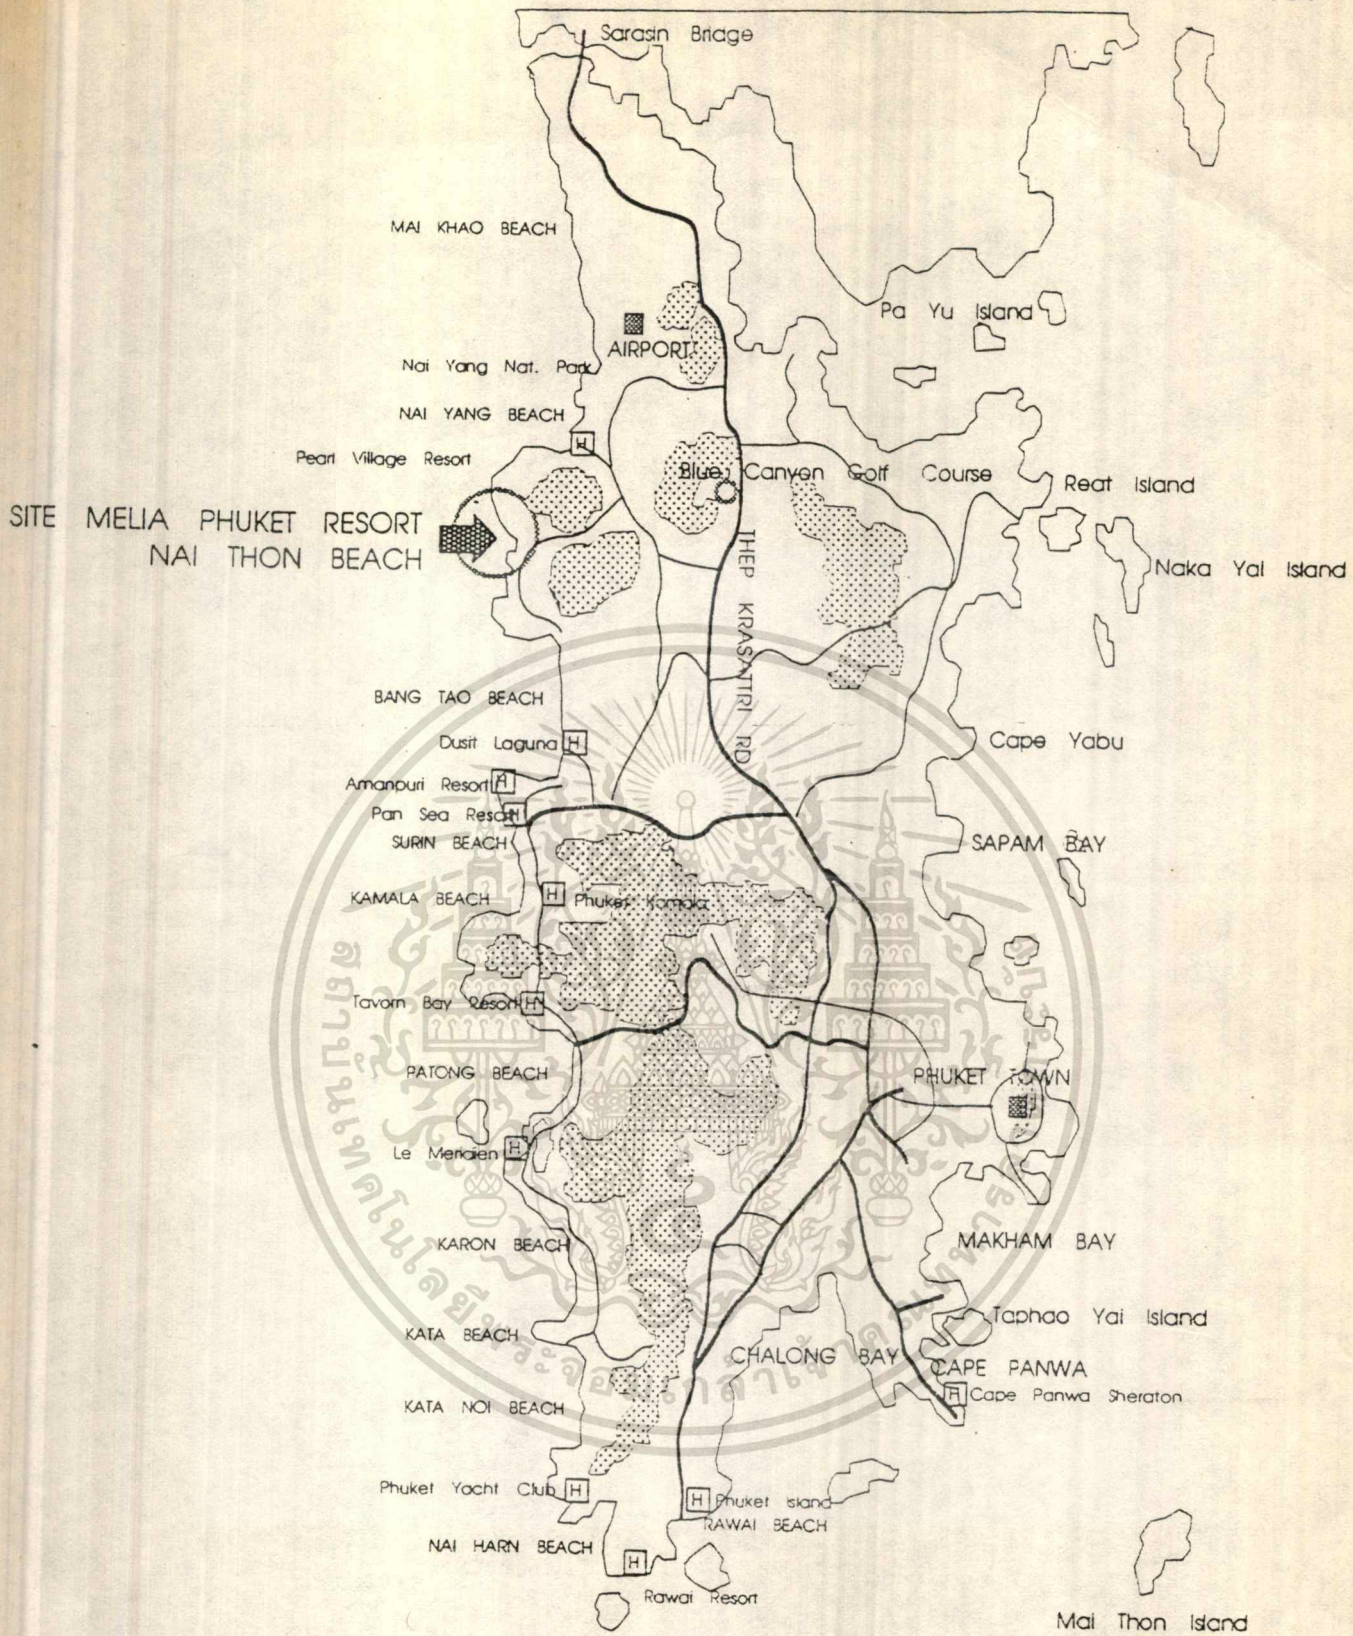 Sarasin Bridge
MAI KHAO BEACH
Pa Yu Island
AIRPORT
Nai Yang Nat. Park
NAI YANG BEACH
Pearl Village Resort
Blue Canyon Golf Course
Reat Island
SITE MELIA PHUKET RESORT
NAI THON BEACH
Naka Yai Island
THEP KRASATTRI RD
BANG TAO BEACH
Dusit Laguna H
Cape Yabu
Amanpuri Resort H
Pan Sea Resort H
SURIN BEACH
SAPAM BAY
KAMALA BEACH
H Phuket Kamala
Tavorn Bay Resort H
PATONG BEACH
PHUKET TOWN
Le Meridien H
KARON BEACH
MAKHAM BAY
Taphao Yai Island
KATA BEACH
CHALONG BAY
CAPE PANWA
H Cape Panwa Sheraton
KATA NOI BEACH
Phuket Yacht Club H
H Phuket Island
RAWAI BEACH
NAI HARN BEACH
H
Rawai Resort
Mai Thon Island